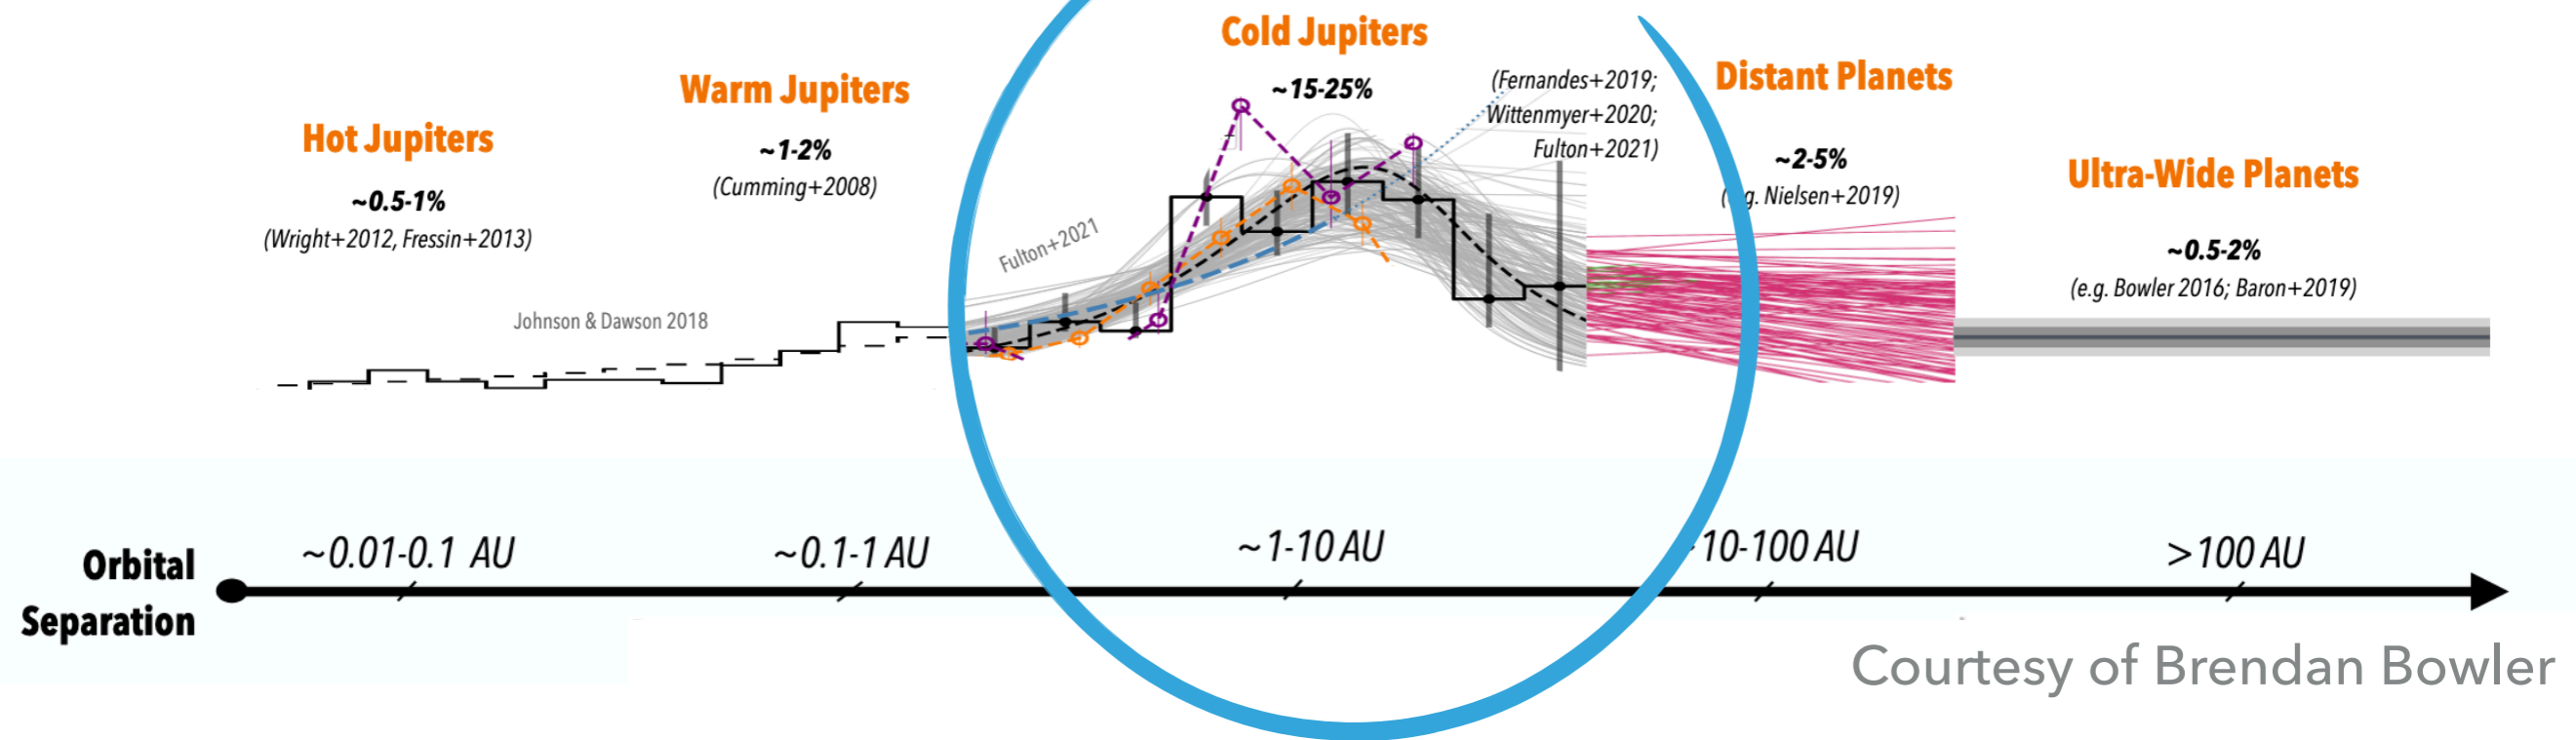 Hot Jupiters
~0.5-1%
(Wright+2012, Fressin+2013)
Johnson & Dawson 2018
Warm Jupiters
~1-2%
(Cumming+2008)
Cold Jupiters
~15-25%
(Fernandes+2019;
Wittenmyer+2020;
Fulton+2021)
Fulton+2021
Distant Planets
~2-5%
g. Nielsen+2019)
Ultra-Wide Planets
~0.5-2%
(e.g. Bowler 2016; Baron+2019)
Orbital
Separation
~0.01-0.1 AU
~0.1-1 AU
~1-10 AU
10-100 AU
>100 AU
Courtesy of Brendan Bowler